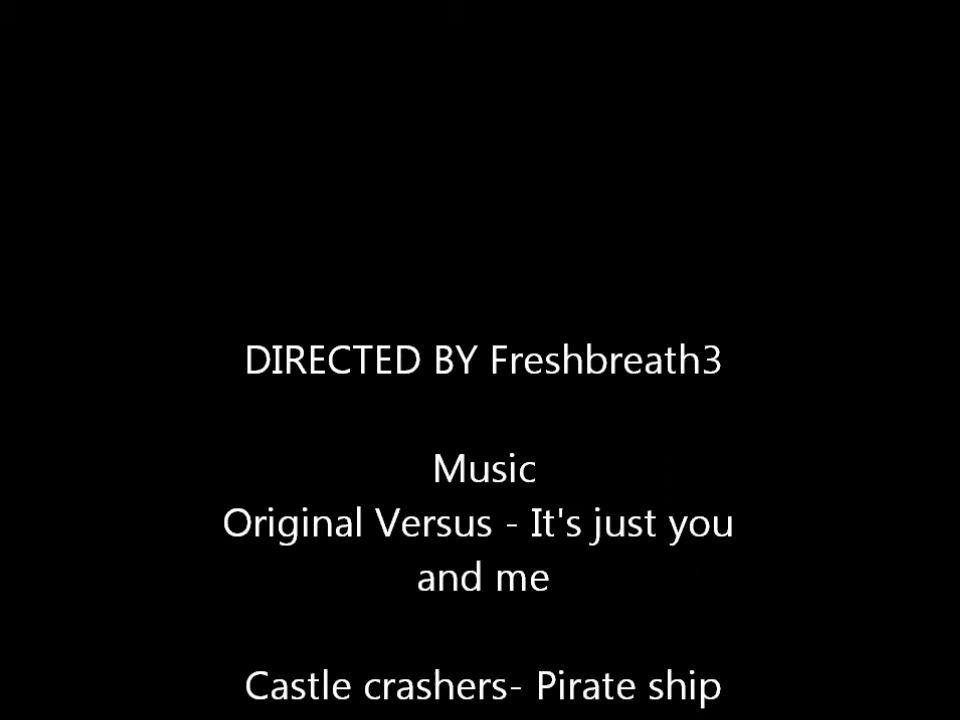 DIRECTED BY Freshbreath3
Music
Original Versus - It's just you
and me
Castle crashers- Pirate ship